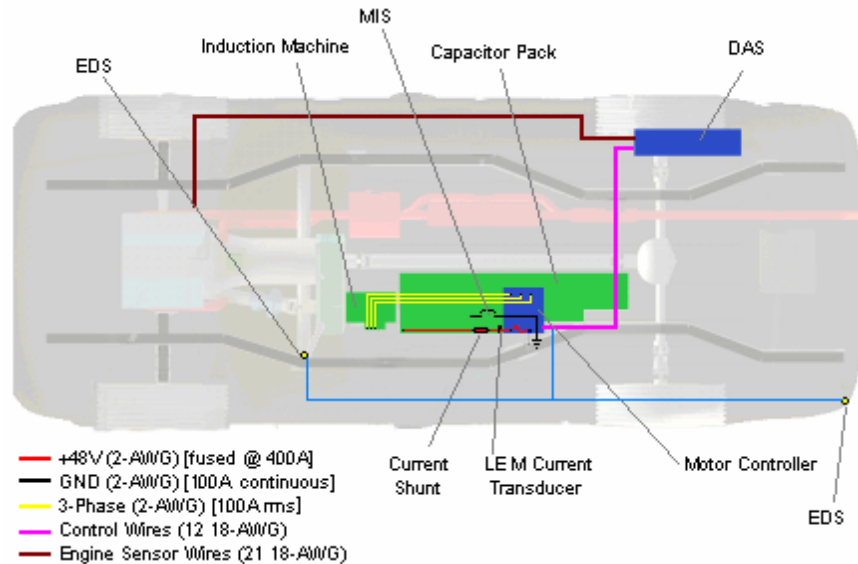 MIS
Induction Machine
Capacitor Pack
DAS
EDS
Current
Shunt
LEM Current
Transducer
Motor Controller
EDS
+48V (2-AWG) [fused @ 400A]
GND (2-AWG) [100A continuous]
3-Phase (2-AWG) [100A rms]
Control Wires (12 18-AWG)
Engine Sensor Wires (21 18-AWG)